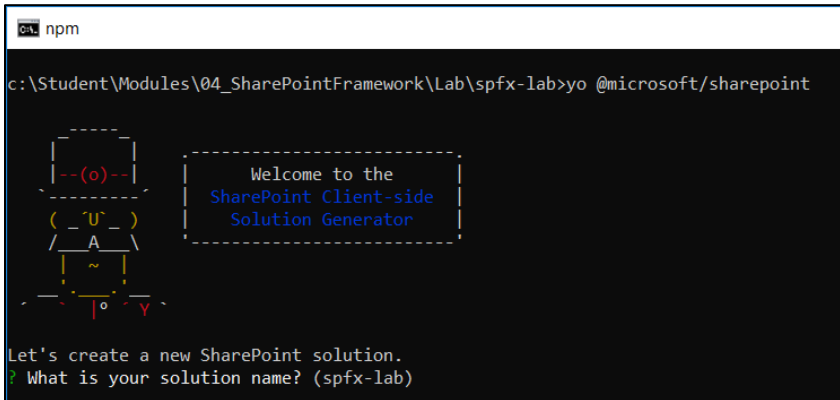 npm
c:\Student\Modules\04_SharePointFramework\Lab\spfx-lab>yo @microsoft/sharepoint
Welcome to the
SharePoint Client-side
Solution Generator
Let's create a new SharePoint solution.
? What is your solution name? (spfx-lab)